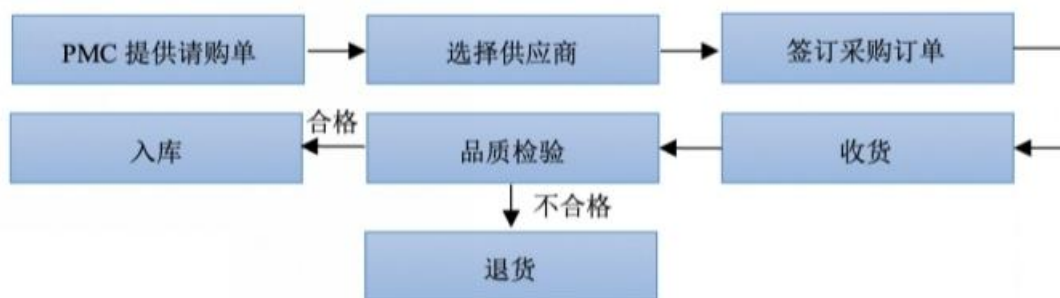 PMC 提供请购单
选择供应商
签订采购订单
收货
品质检验
合格
入库
不合格
退货